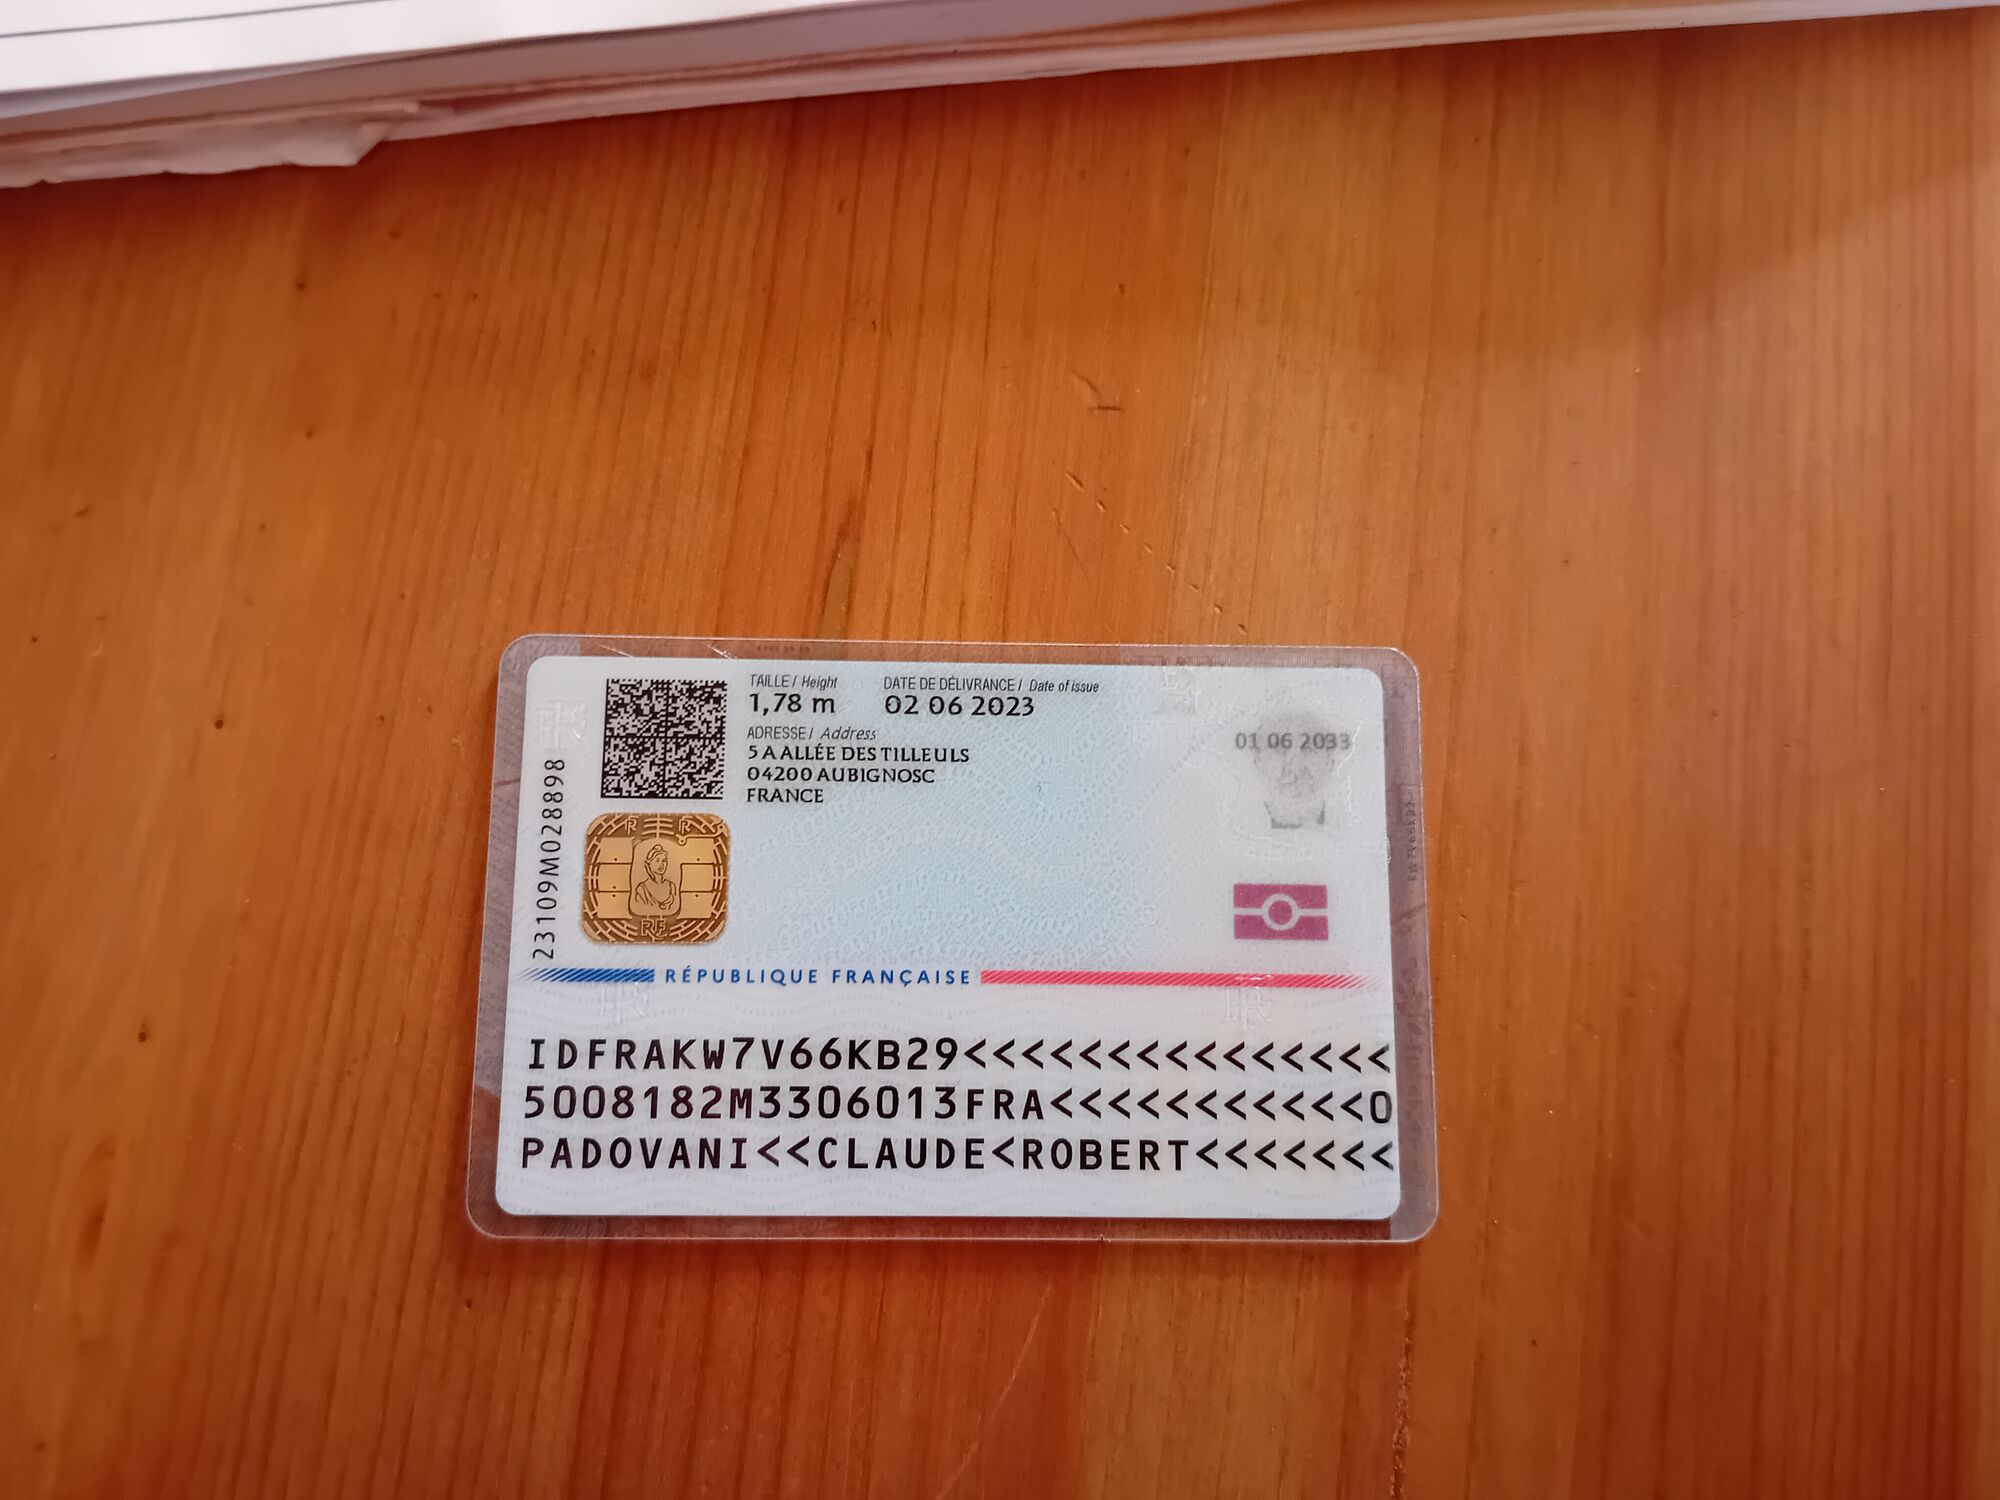 TAILLE / Height
1,78 m
DATE DE DÉLIVRANCE / Date of issue
02 06 2023
ADRESSE / Address
5 A ALLÉE DES TILLEULS
04200 AUBIGNOSC
FRANCE
01 06 2033
23109M028898
RÉPUBLIQUE FRANÇAISE
IDFRAKW7V66KB29<<<<<<<<<<<<<<<
5008182M3306013FRA<<<<<<<<<<<0
PADOVANI<<CLAUDE<ROBERT<<<<<<<